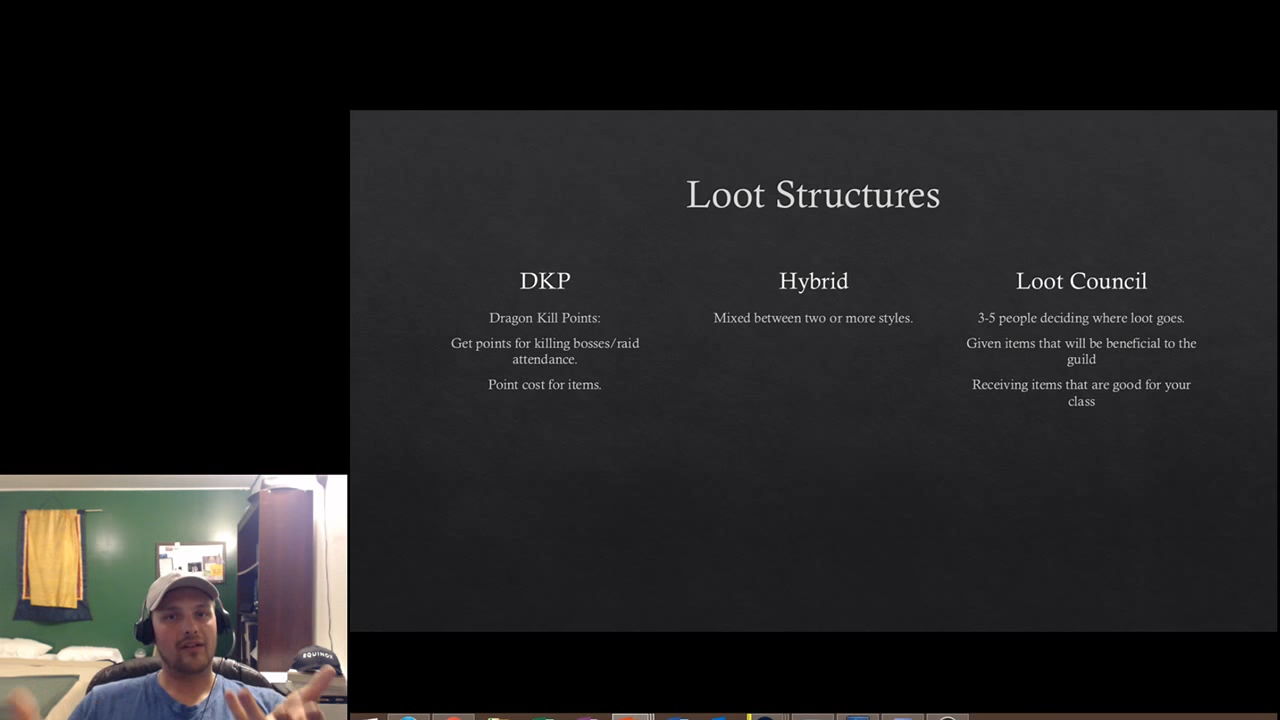 Loot Structures
DKP
Dragon Kill Points:
Get points for killing bosses/raid
attendance.
Point cost for items.
Hybrid
Mixed between two or more styles.
Loot Council
3-5 people deciding where loot goes.
Given items that will be beneficial to the
guild
Receiving items that are good for your
class
EQUINOX